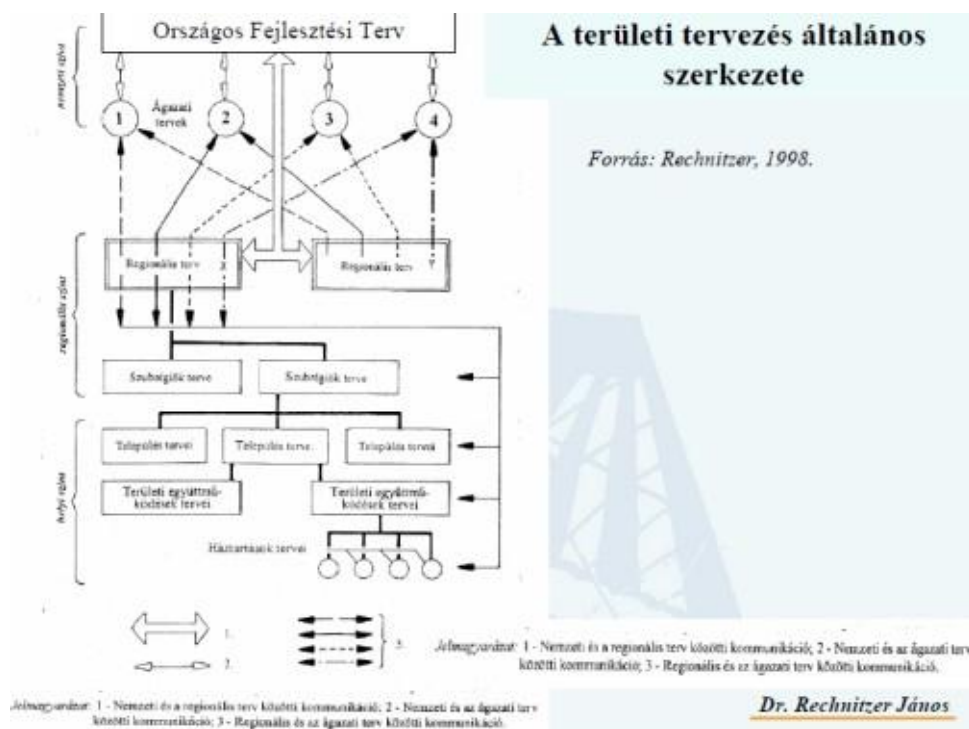 Országos Fejlesztési Terv
A területi tervezés általános
szerkezete
Forrás: Rechnitzer, 1998.
nemzeti szint
Ágazati
tervek
1
2
3
4
regionális szint
Regionális terv X
Regionális terv Y
Szubrégiók terve
Szubrégiók terve
helyi szint
Település tervei
Település terve
Település tervei
Területi együttmű-
ködések tervei
Területi együttmű-
ködések tervei
Háztartások tervei
1.
2.
3.
Jelmagyarázat: 1 - Nemzeti és a regionális terv közötti kommunikáció; 2 - Nemzeti és az ágazati terv
közötti kommunikáció; 3 - Regionális és az ágazati terv közötti kommunikáció.
Jelmagyarázat: 1 - Nemzeti és a regionális terv közötti kommunikáció; 2 - Nemzeti és az ágazati terv
közötti kommunikáció; 3 - Regionális és az ágazati terv közötti kommunikáció.
Dr. Rechnitzer János